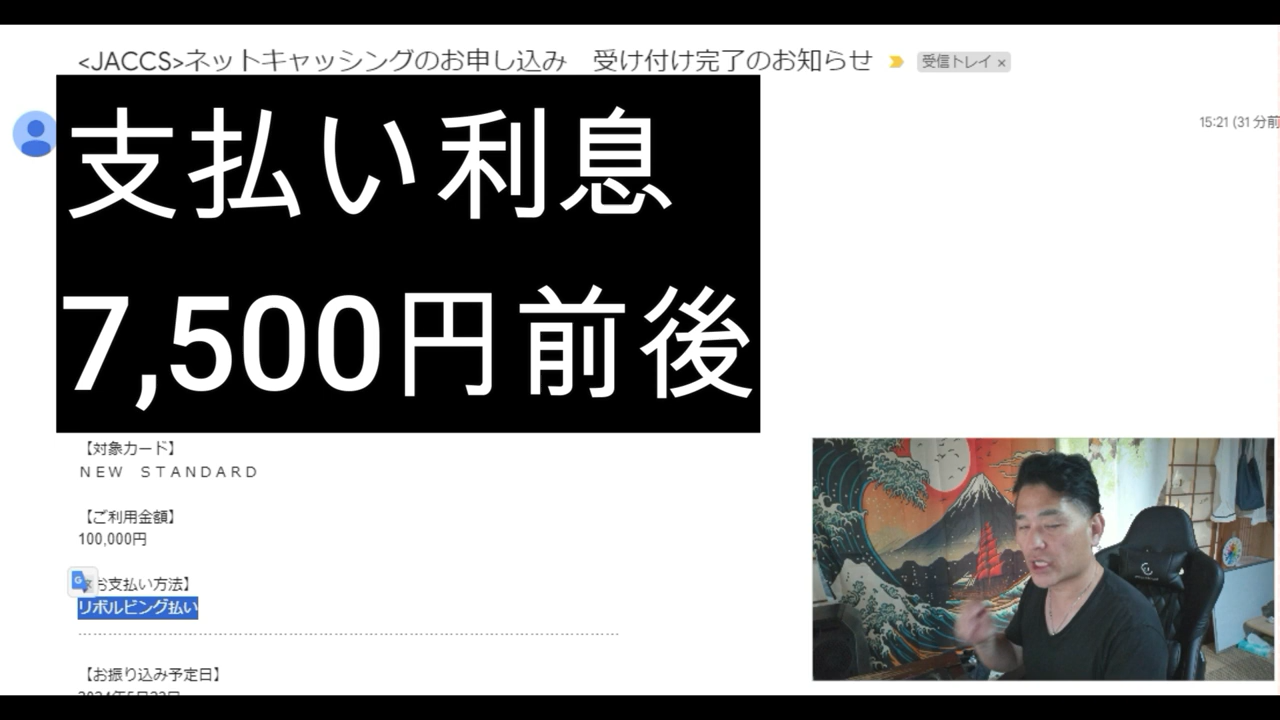 <JACCS>ネットキャッシングのお申し込み　受け付け完了のお知らせ
受信トレイ ×
15:21 (31 分前
支払い利息
7,500円前後
【対象カード】
ＮＥＷ　ＳＴＡＮＤＡＲＤ
【ご利用金額】
100,000円
お支払い方法】
リボルビング払い
【お振り込み予定日】